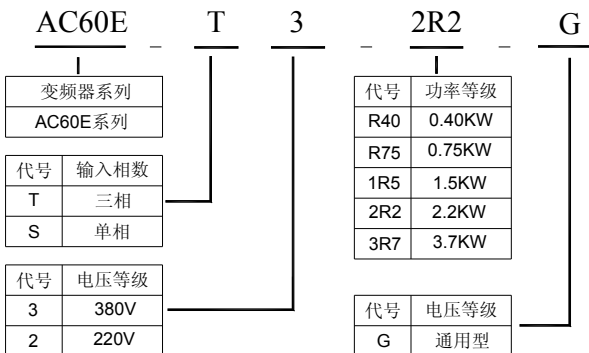 AC60E - T 3 - 2R2 - G
变频器系列
AC60E系列
代号 输入相数
T 三相
S 单相
代号 电压等级
3 380V
2 220V
代号 功率等级
R40 0.40KW
R75 0.75KW
1R5 1.5KW
2R2 2.2KW
3R7 3.7KW
代号 电压等级
G 通用型